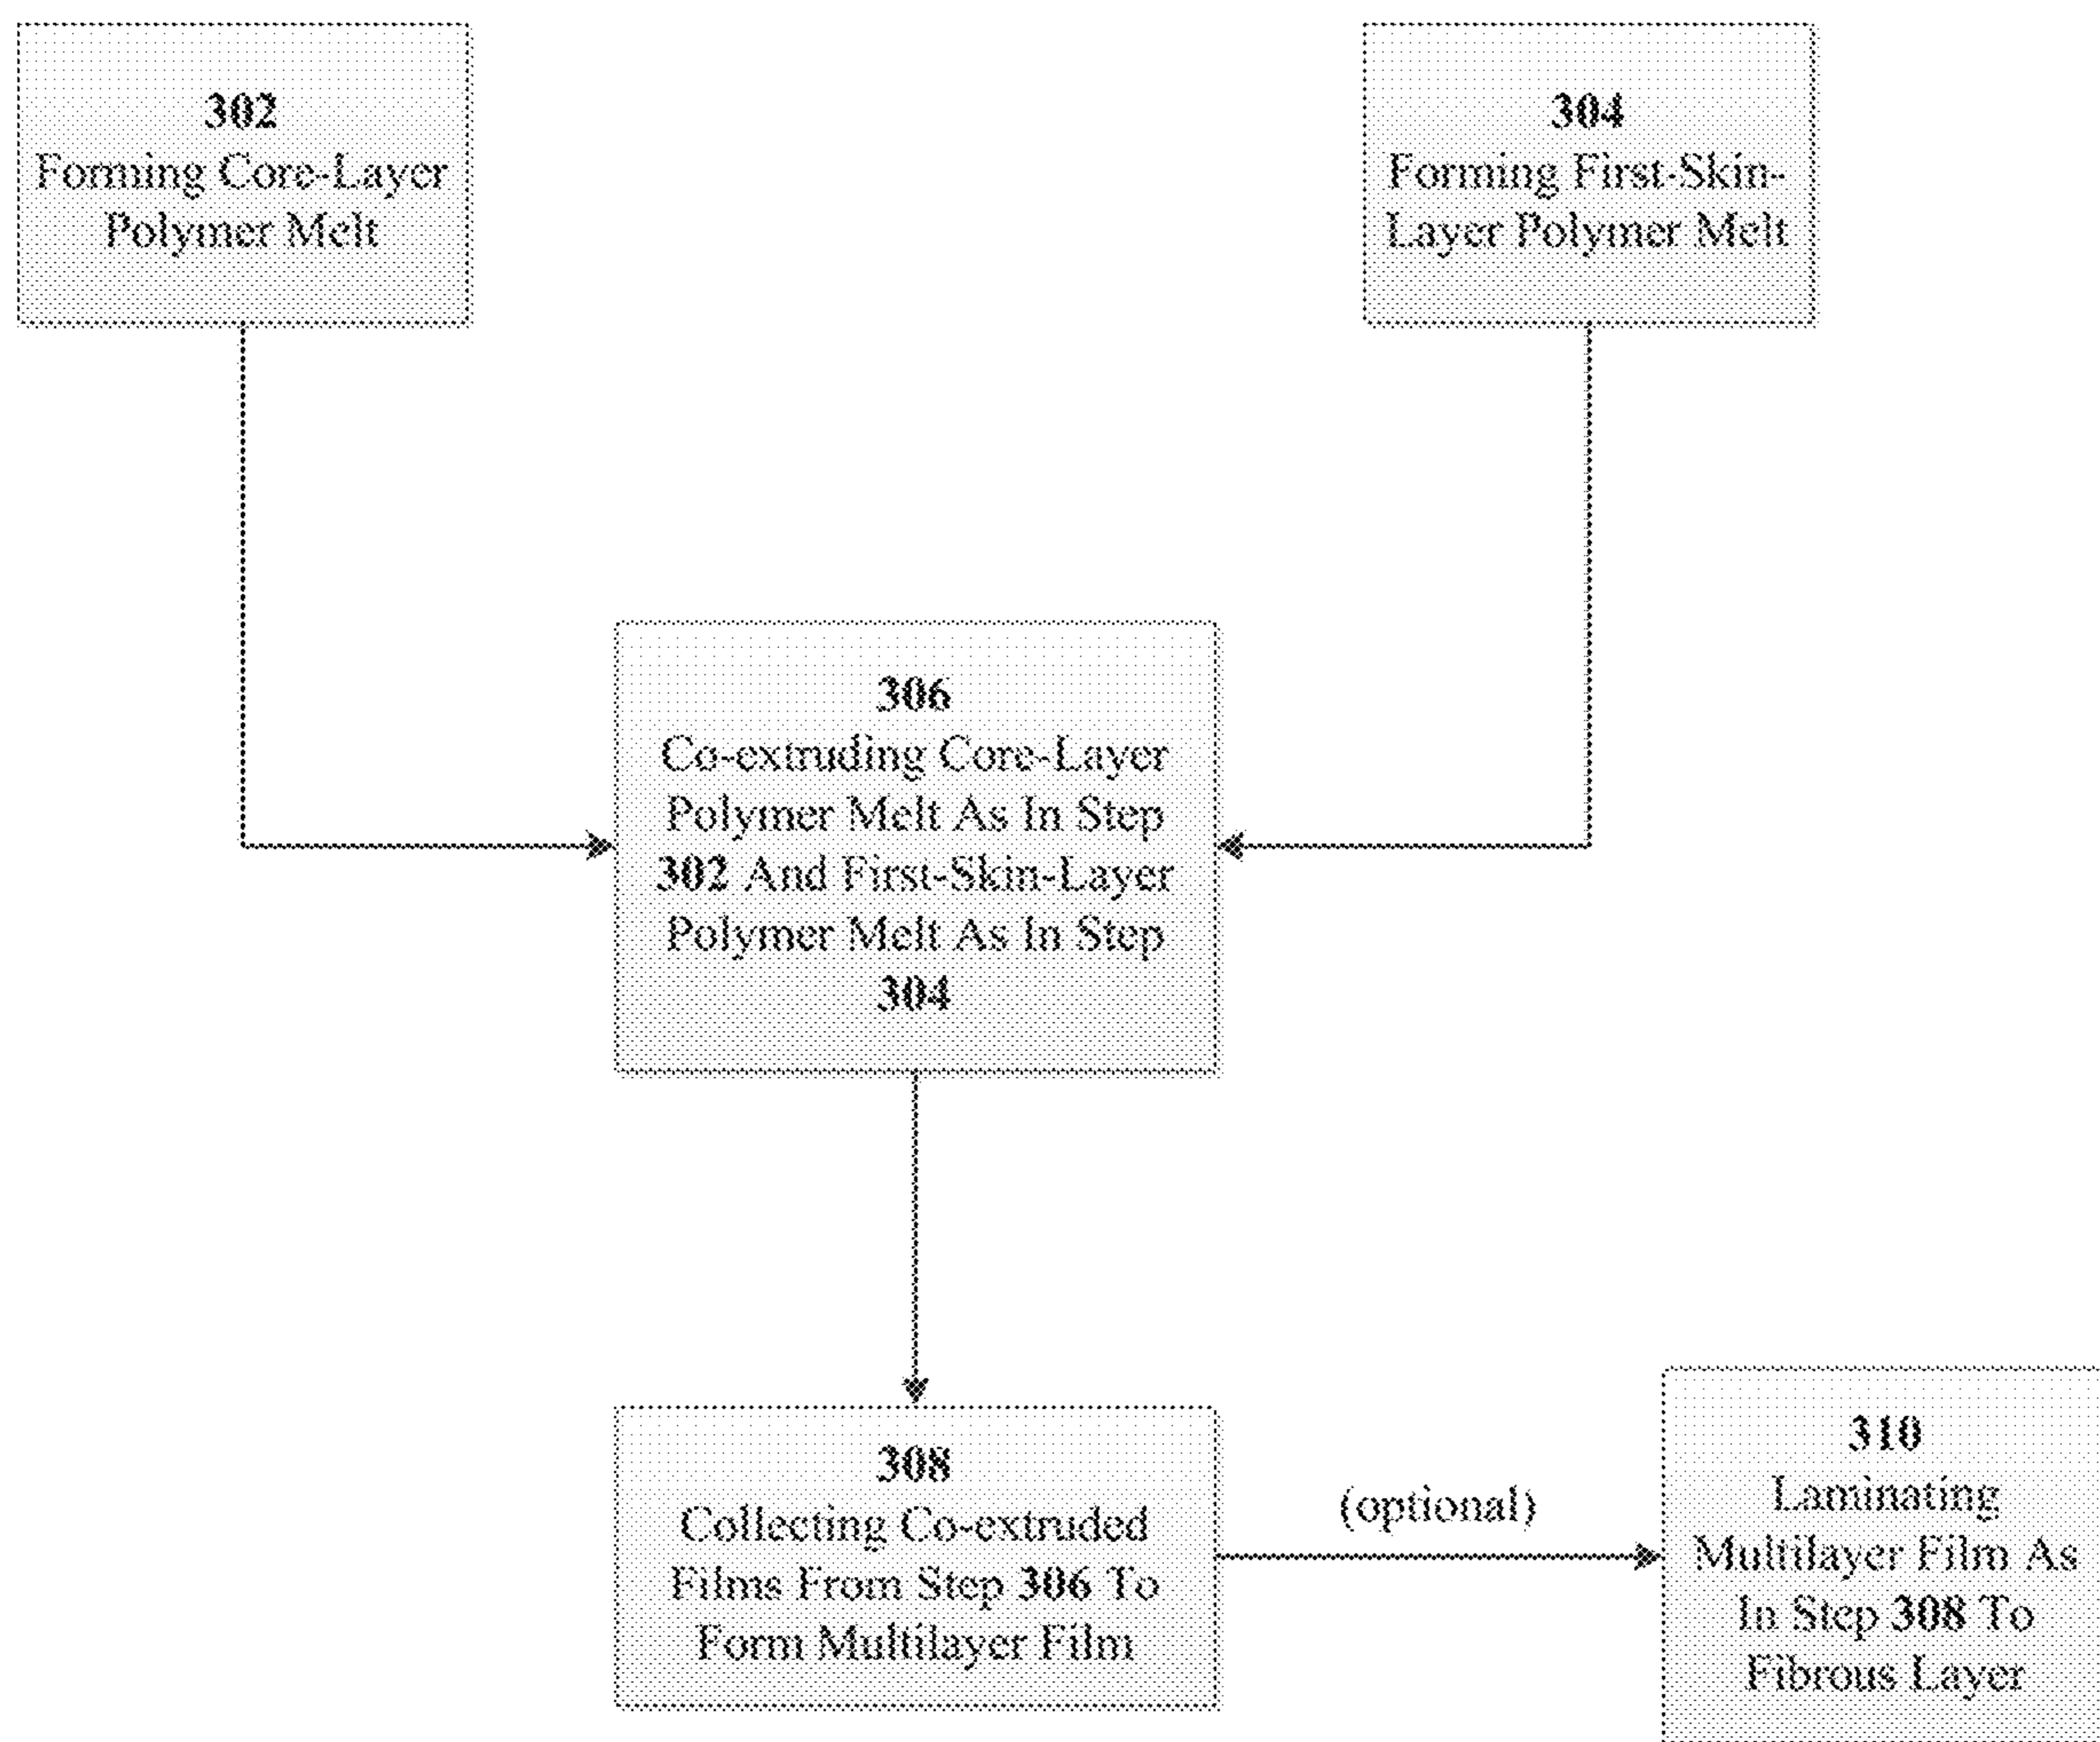 302
Forming Core-Layer
Polymer Melt
304
Forming First-Skin-
Layer Polymer Melt
306
Co-extruding Core-Layer
Polymer Melt As In Step
302 And First-Skin-Layer
Polymer Melt As In Step
304
308
Collecting Co-extruded
Films From Step 306 To
Form Multilayer Film
(optional)
310
Laminating
Multilayer Film As
In Step 308 To
Fibrous Layer